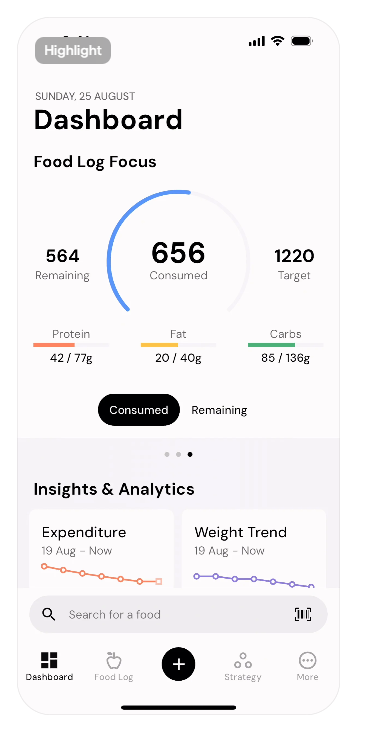 Highlight
SUNDAY, 25 AUGUST
Dashboard
Food Log Focus
564
Remaining
656
Consumed
1220
Target
Protein
42 / 77g
Fat
20 / 40g
Carbs
85 / 136g
Consumed
Remaining
Insights & Analytics
Expenditure
19 Aug - Now
Weight Trend
19 Aug - Now
Search for a food
Dashboard
Food Log
Strategy
More